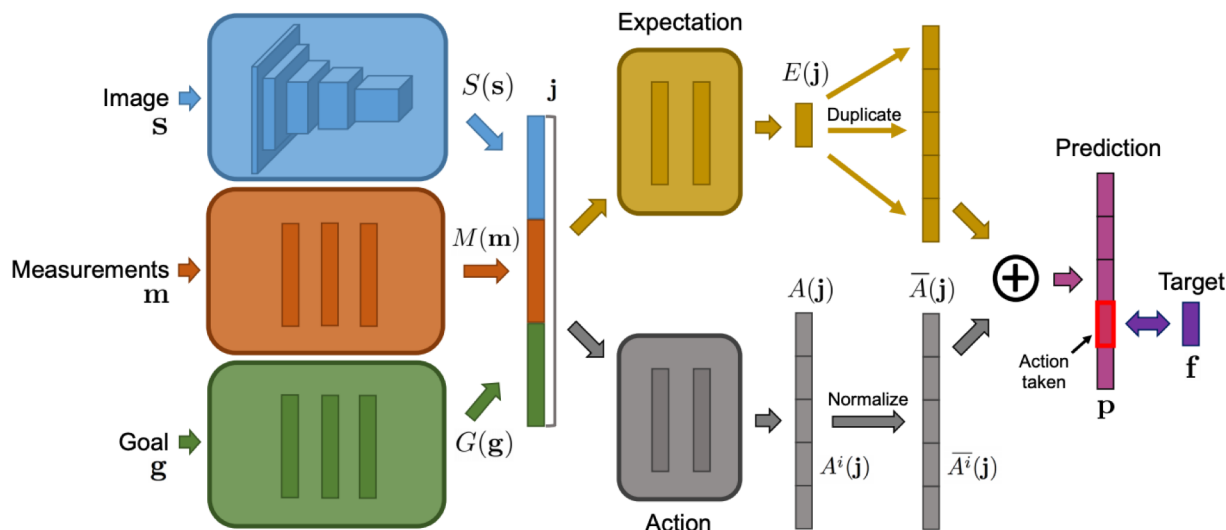 Image
s
S(s)
j
Measurements
m
M(m)
Goal
g
G(g)
Expectation
E(j)
Duplicate
Action
A(j)
A^i(j)
Normalize
A̅(j)
A̅^i̅(j)
+
Prediction
Action
taken
p
Target
f